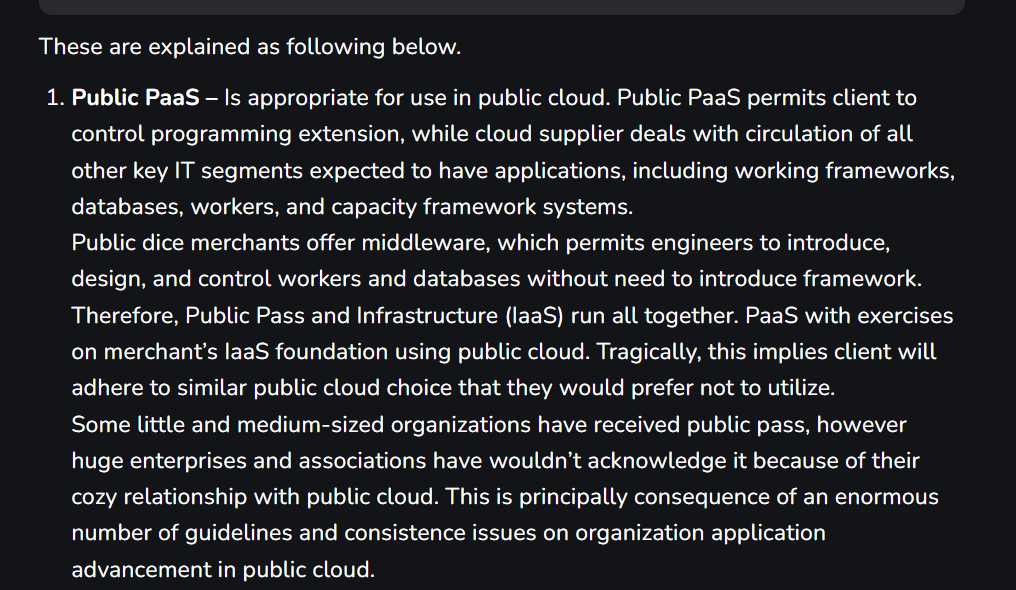 These are explained as following below.
1. Public PaaS – Is appropriate for use in public cloud. Public PaaS permits client to
control programming extension, while cloud supplier deals with circulation of all
other key IT segments expected to have applications, including working frameworks,
databases, workers, and capacity framework systems.
Public dice merchants offer middleware, which permits engineers to introduce,
design, and control workers and databases without need to introduce framework.
Therefore, Public Pass and Infrastructure (IaaS) run all together. PaaS with exercises
on merchant’s IaaS foundation using public cloud. Tragically, this implies client will
adhere to similar public cloud choice that they would prefer not to utilize.
Some little and medium-sized organizations have received public pass, however
huge enterprises and associations have wouldn’t acknowledge it because of their
cozy relationship with public cloud. This is principally consequence of an enormous
number of guidelines and consistence issues on organization application
advancement in public cloud.